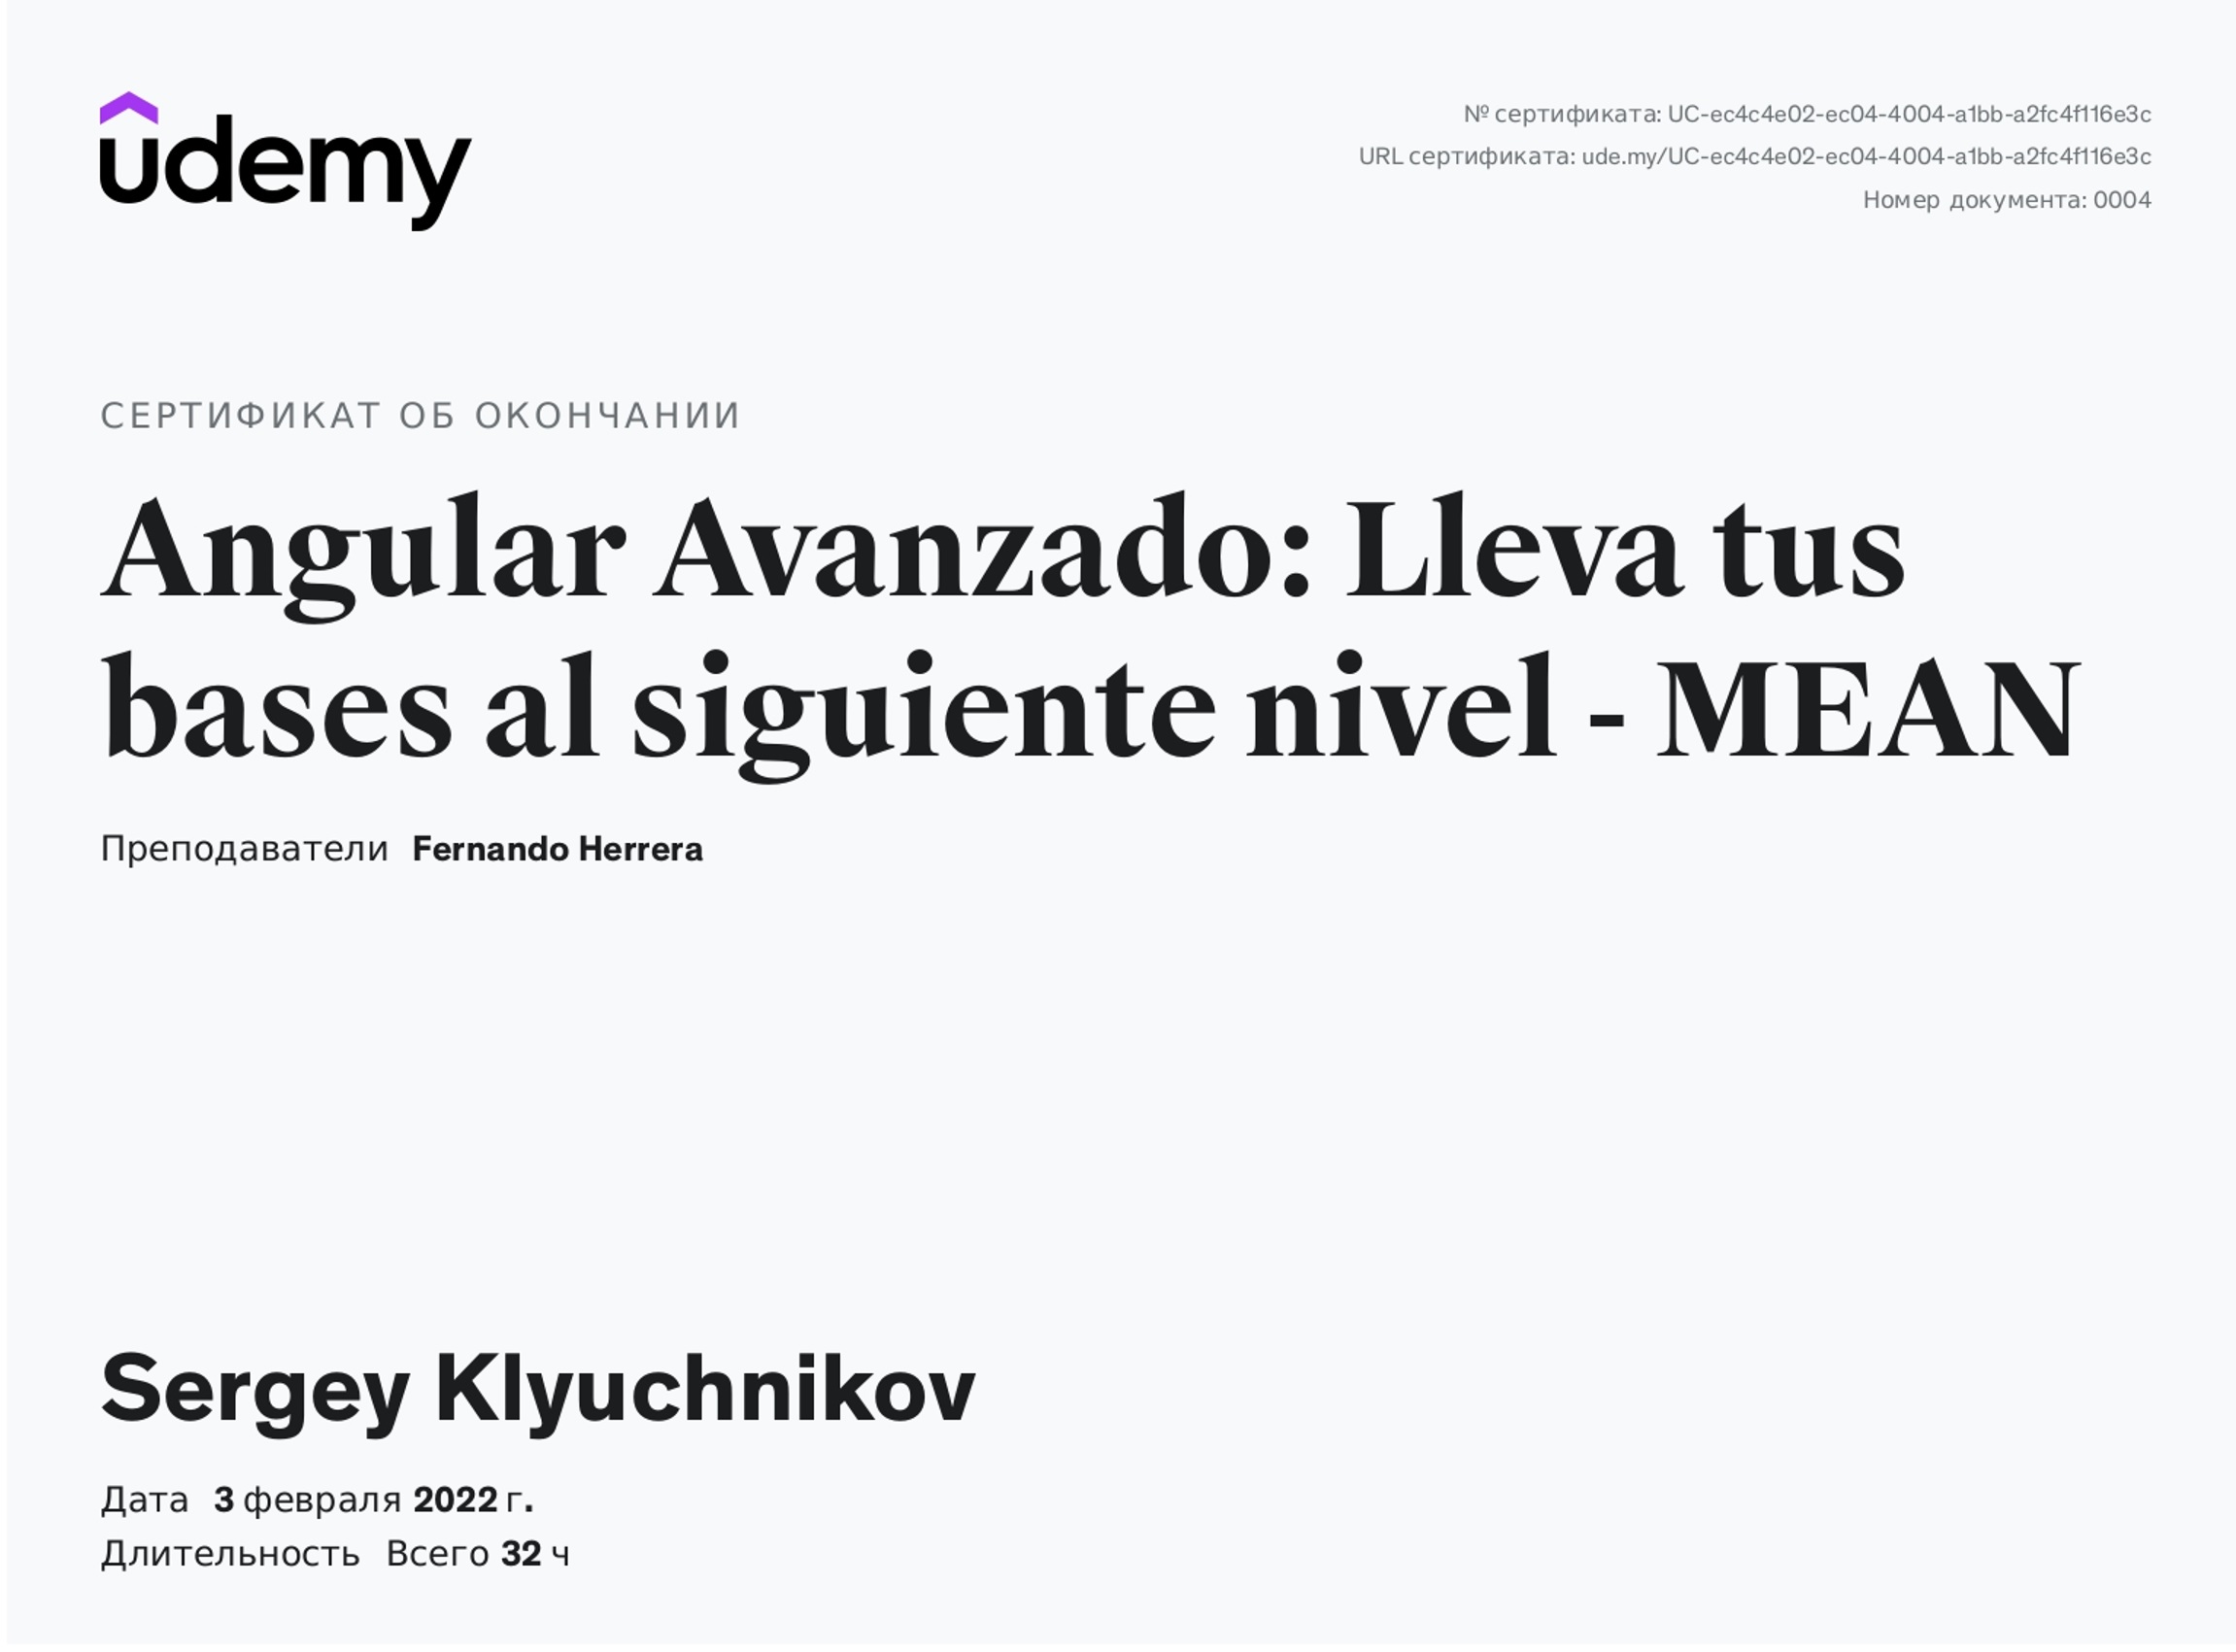 udemy
№ сертификата: UC-ec4c4e02-ec04-4004-a1bb-a2fc4f116e3c
URL сертификата: ude.my/UC-ec4c4e02-ec04-4004-a1bb-a2fc4f116e3c
Номер документа: 0004
СЕРТИФИКАТ ОБ ОКОНЧАНИИ
Angular Avanzado: Lleva tus
bases al siguiente nivel - MEAN
Преподаватели Fernando Herrera
Sergey Klyuchnikov
Дата 3 февраля 2022 г.
Длительность Всего 32 ч